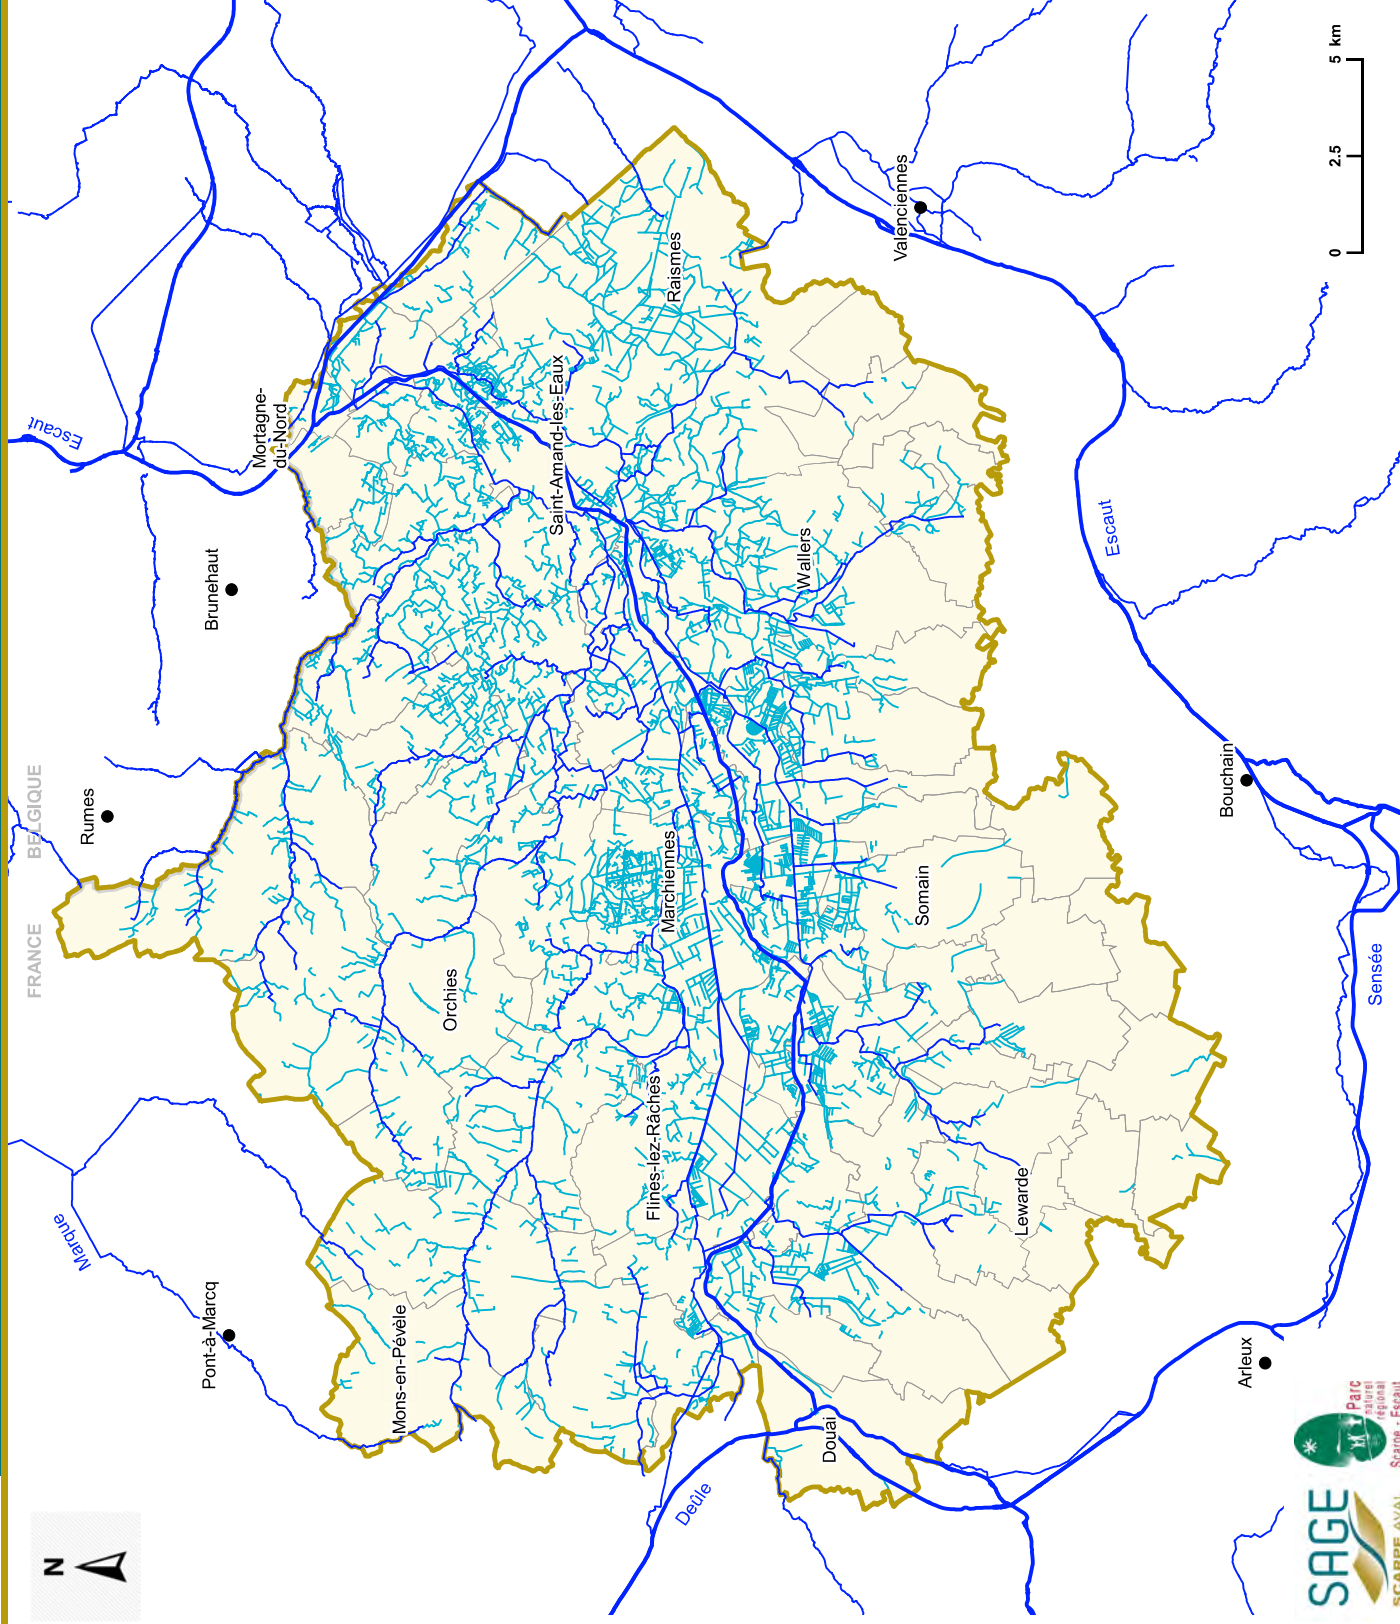 N
FRANCE
BELGIQUE
Marque
Pont-à-Marcq
Mons-en-Pévèle
Rumes
Brunehaut
Escaut
Mortagne-
du-Nord
Orchies
Saint-Amand-les-Eaux
Raismes
Flines-lez-Râches
Marchiennes
Wallers
Valenciennes
Deûle
Douai
Somain
Lewarde
Escaut
Bouchain
Arleux
Sensée
0
2.5
5 km
SAGE
SCARPE AVAL
Parc
naturel
régional
Scarpe - Escaut